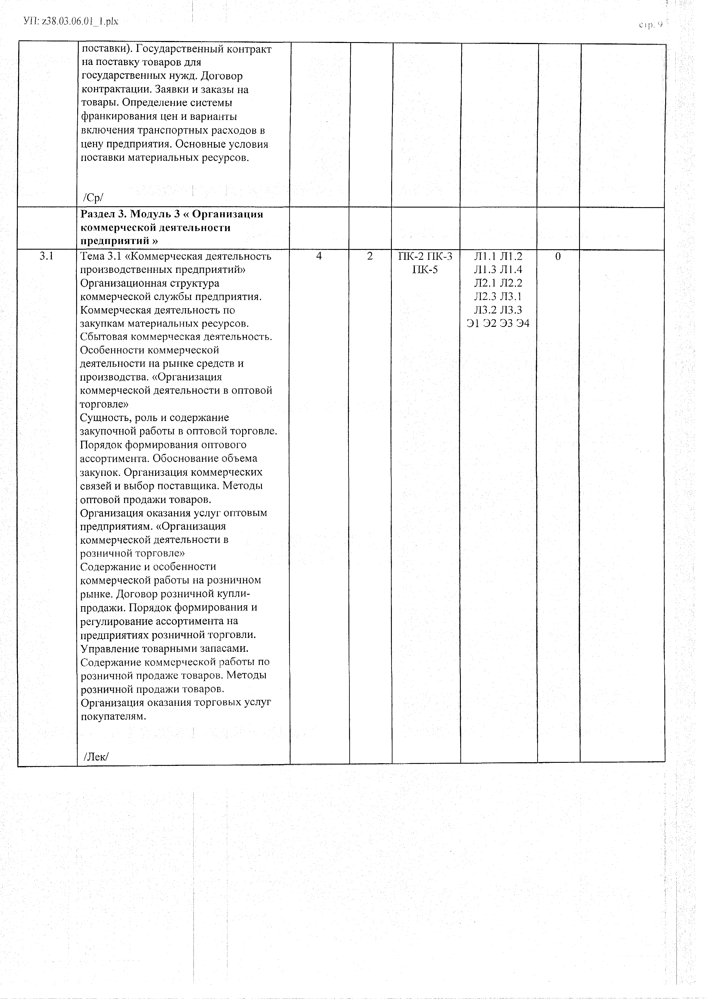 УП: z38.03.06.01_1.plx
стр. 9
поставки). Государственный контракт
на поставку товаров для
государственных нужд. Договор
контрактации. Заявки и заказы на
товары. Определение системы
франкирования цен и варианты
включения транспортных расходов в
цену предприятия. Основные условия
поставки материальных ресурсов.
/Ср/
Раздел 3. Модуль 3 « Организация
коммерческой деятельности
предприятий »
3.1
Тема 3.1 «Коммерческая деятельность
производственных предприятий»
Организационная структура
коммерческой службы предприятия.
Коммерческая деятельность по
закупкам материальных ресурсов.
Сбытовая коммерческая деятельность.
Особенности коммерческой
деятельности на рынке средств и
производства. «Организация
коммерческой деятельности в оптовой
торговле»
Сущность, роль и содержание
закупочной работы в оптовой торговле.
Порядок формирования оптового
ассортимента. Обоснование объема
закупок. Организация коммерческих
связей и выбор поставщика. Методы
оптовой продажи товаров.
Организация оказания услуг оптовым
предприятиям. «Организация
коммерческой деятельности в
розничной торговле»
Содержание и особенности
коммерческой работы на розничном
рынке. Договор розничной купли-
продажи. Порядок формирования и
регулирование ассортимента на
предприятиях розничной торговли.
Управление товарными запасами.
Содержание коммерческой работы по
розничной продаже товаров. Методы
розничной продажи товаров.
Организация оказания торговых услуг
покупателям.
/Лек/
4
2
ПК-2 ПК-3
ПК-5
Л1.1 Л1.2
Л1.3 Л1.4
Л2.1 Л2.2
Л2.3 Л3.1
Л3.2 Л3.3
Э1 Э2 Э3 Э4
0